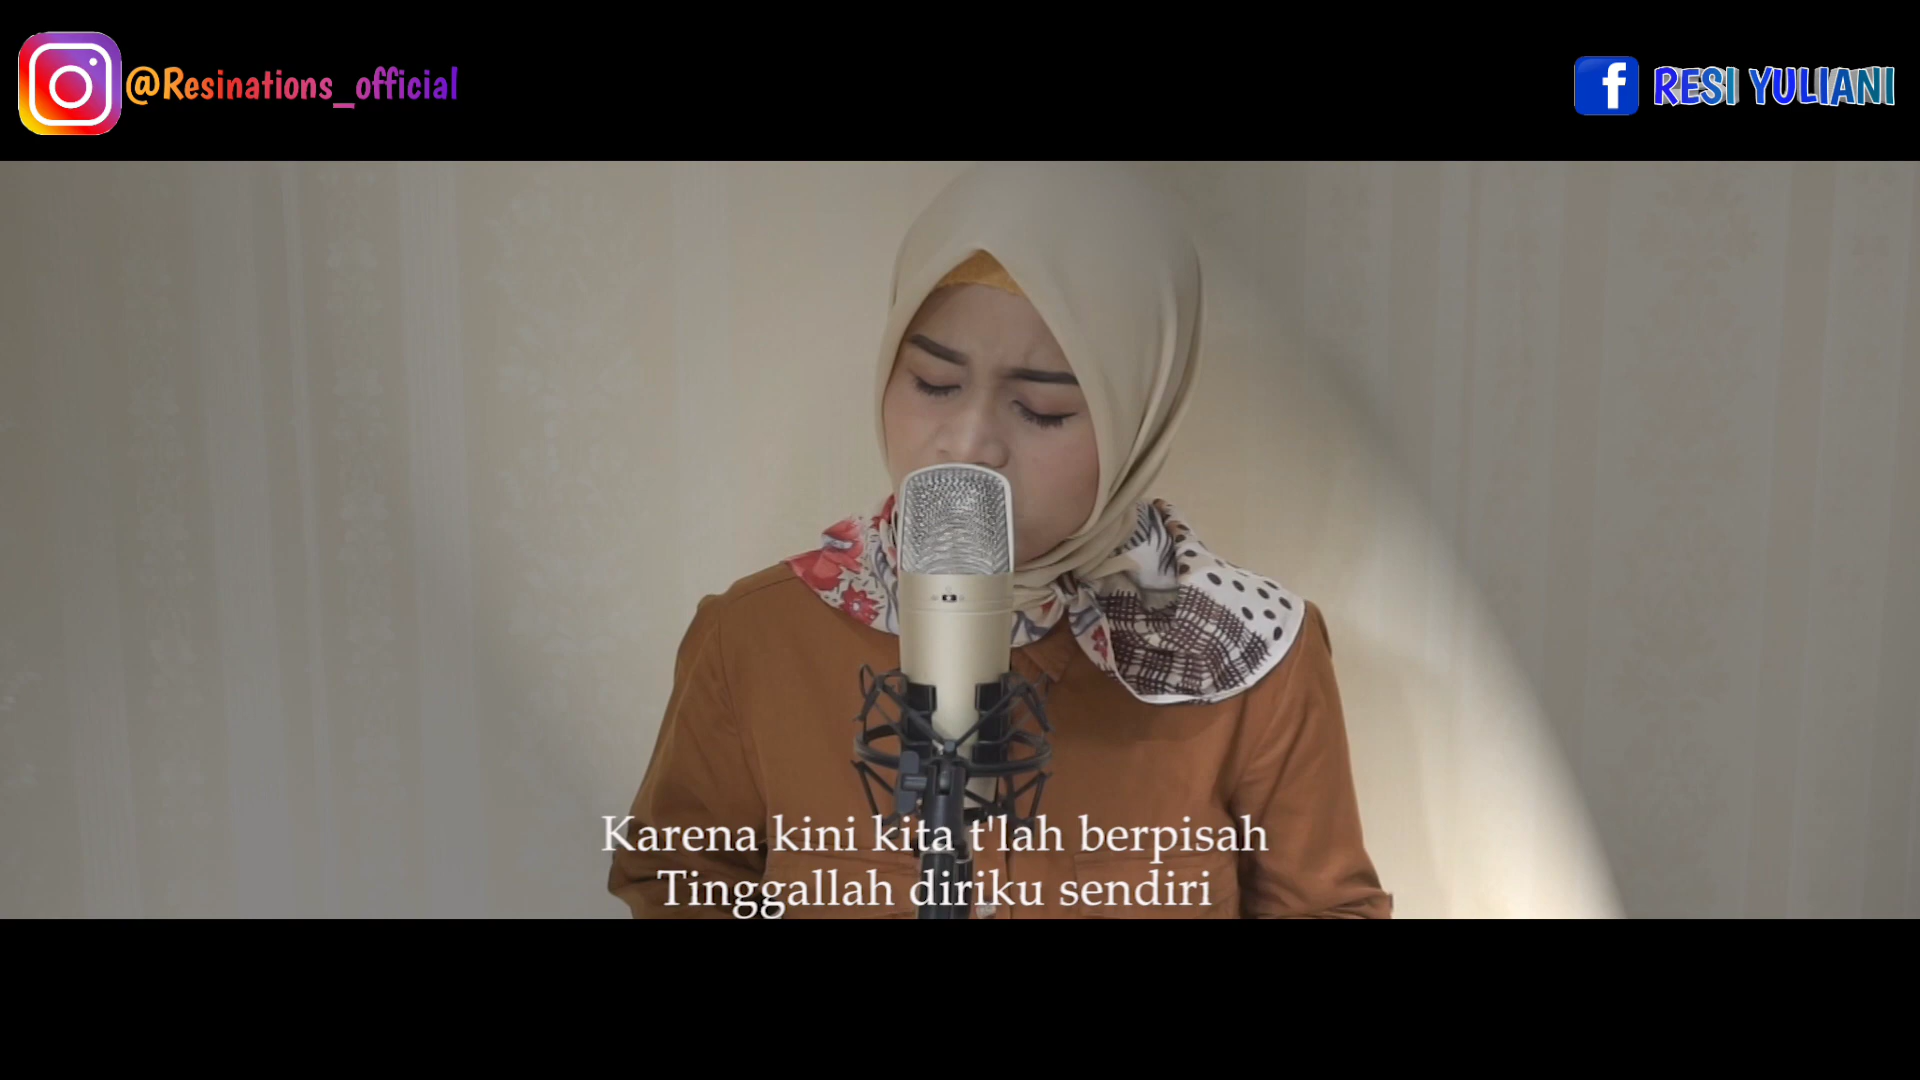 @Resinations_official
RESI YULIANI
Karena kini kita t'lah berpisah
Tinggallah diriku sendiri